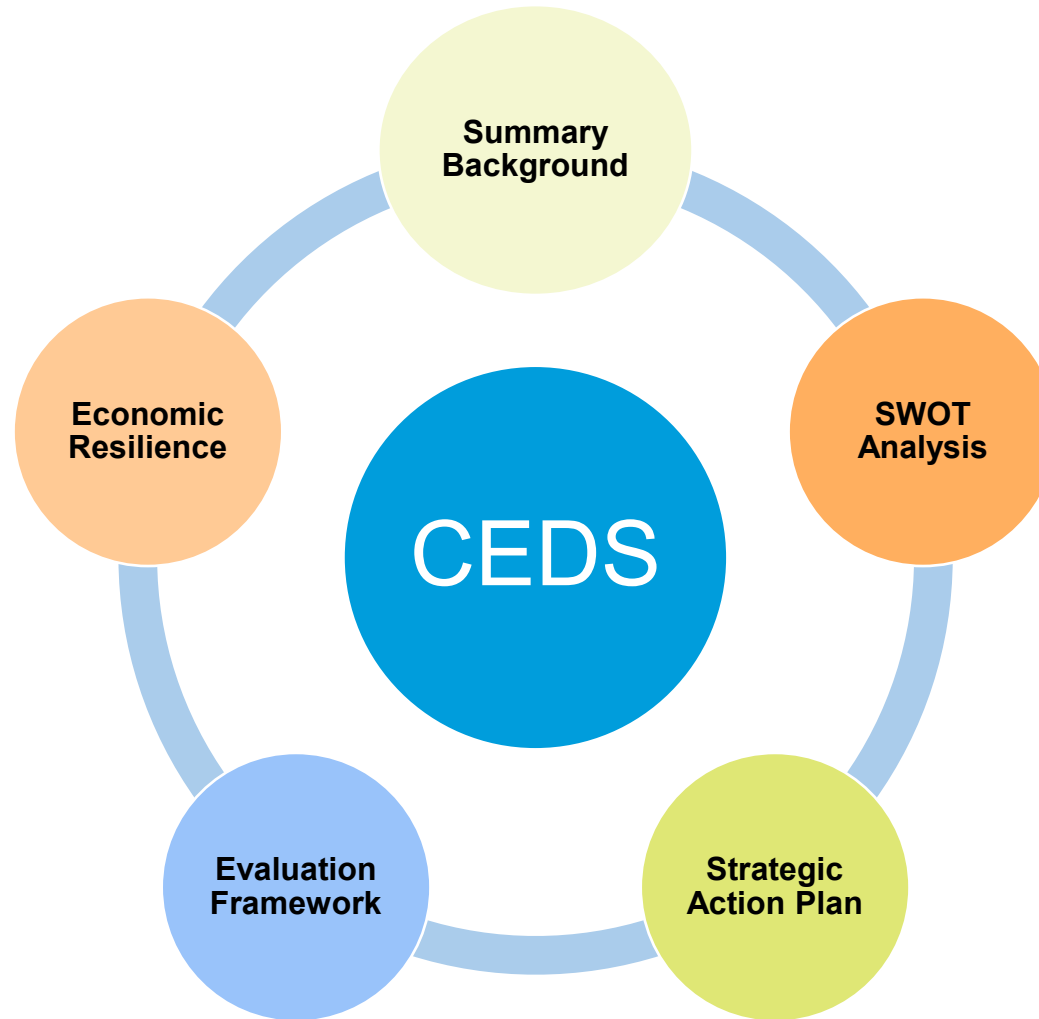 Summary
Background
SWOT
Analysis
Strategic
Action Plan
Evaluation
Framework
Economic
Resilience
CEDS